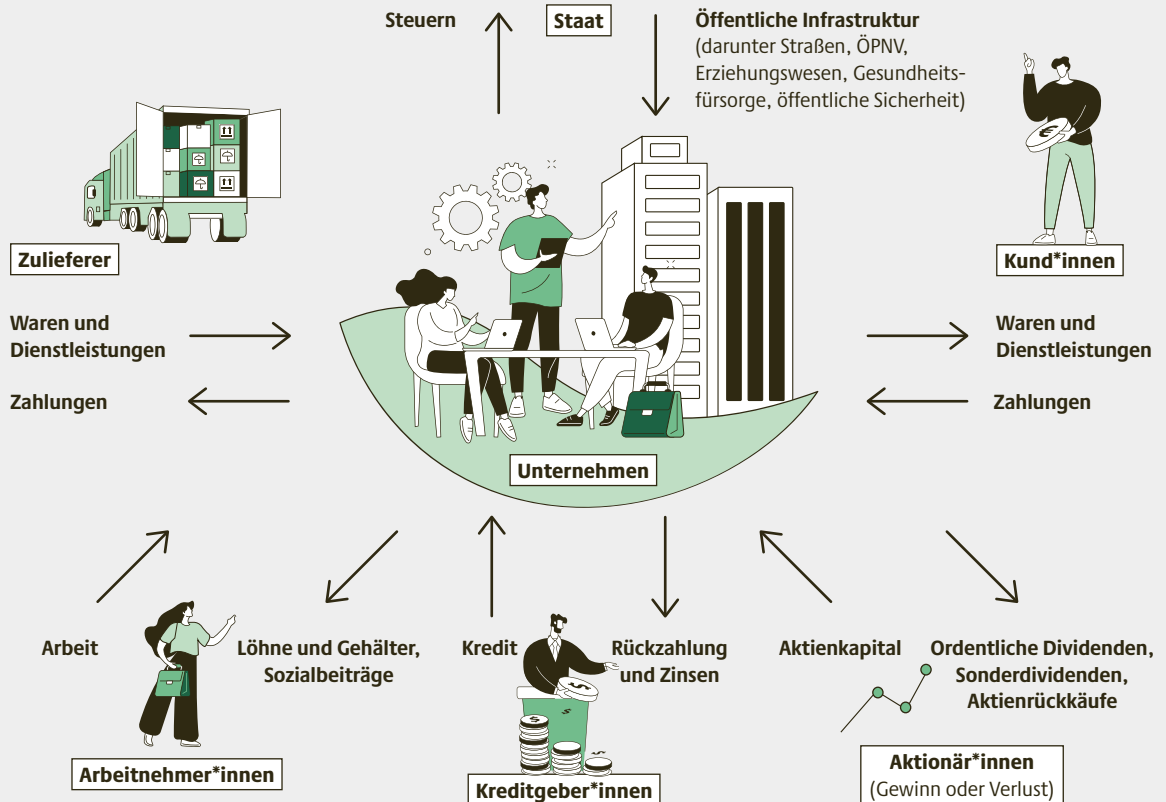 Steuern
Staat
Öffentliche Infrastruktur
(darunter Straßen, ÖPNV,
Erziehungswesen, Gesundheits-
fürsorge, öffentliche Sicherheit)
Zulieferer
Kund*innen
Waren und
Dienstleistungen
Zahlungen
Waren und
Dienstleistungen
Zahlungen
Unternehmen
Arbeit
Löhne und Gehälter,
Sozialbeiträge
Arbeitnehmer*innen
Kredit
Rückzahlung
und Zinsen
Kreditgeber*innen
Aktienkapital
Ordentliche Dividenden,
Sonderdividenden,
Aktienrückkäufe
Aktionär*innen
(Gewinn oder Verlust)
€
$
$
$
$
$